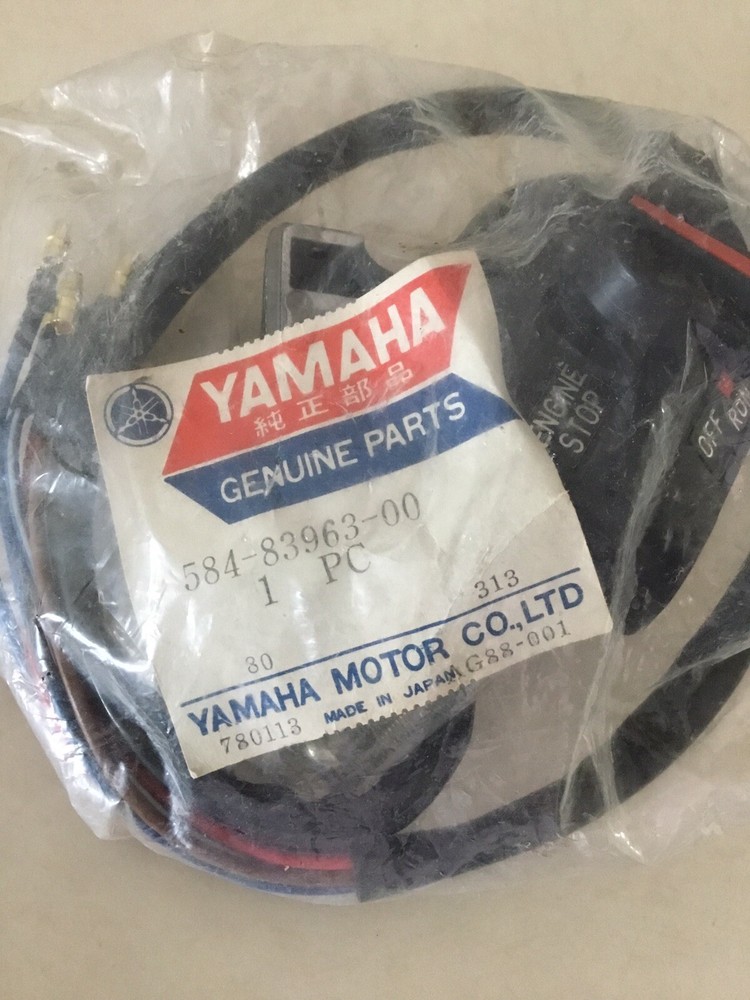 YAMAHA
純正部品
GENUINE PARTS
584-83963-00
1 PC
313
80
YAMAHA MOTOR CO.,LTD
780113 MADE IN JAPAN G88-001
ENGINE
STOP
OFF